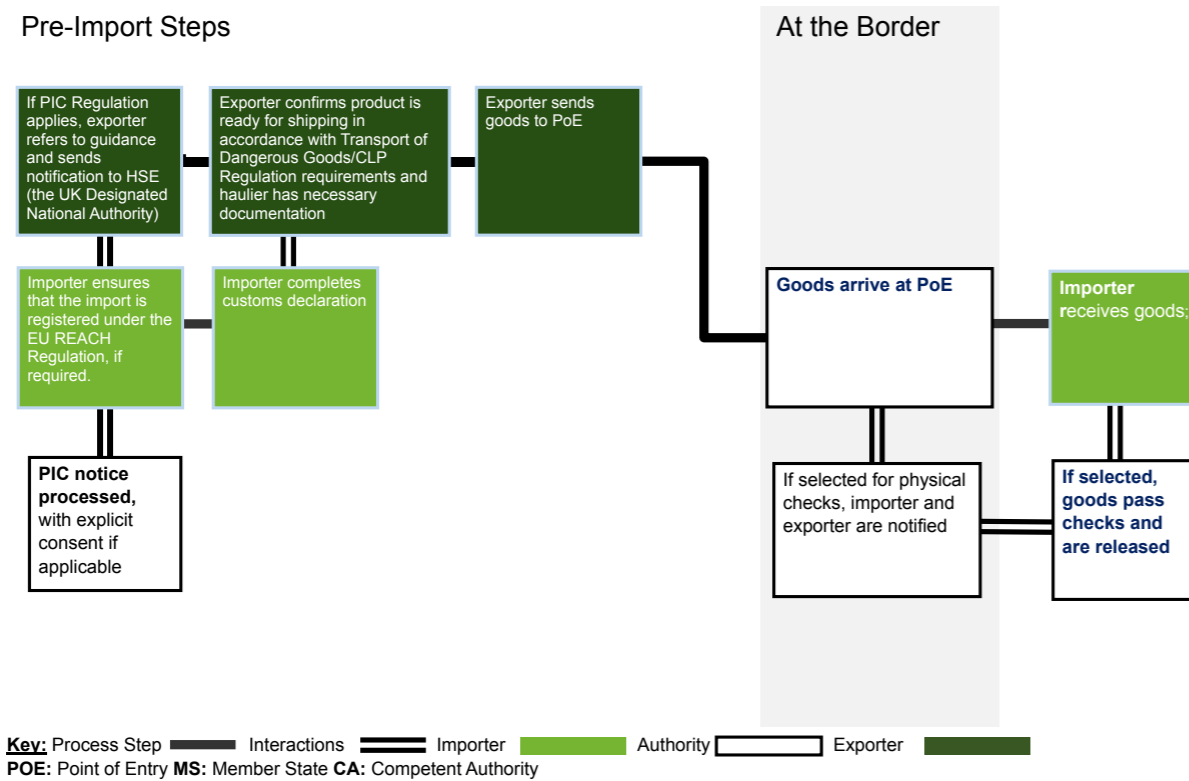 Pre-Import Steps
At the Border
If PIC Regulation
applies, exporter
refers to guidance
and sends
notification to HSE
(the UK Designated
National Authority)
Exporter confirms product is
ready for shipping in
accordance with Transport of
Dangerous Goods/CLP
Regulation requirements and
haulier has necessary
documentation
Exporter sends
goods to PoE
Importer ensures
that the import is
registered under the
EU REACH
Regulation, if
required.
Importer completes
customs declaration
Goods arrive at PoE
Importer
receives goods;
PIC notice
processed,
with explicit
consent if
applicable
If selected for physical
checks, importer and
exporter are notified
If selected,
goods pass
checks and
are released
Key: Process Step Interactions Importer Authority Exporter
POE: Point of Entry MS: Member State CA: Competent Authority